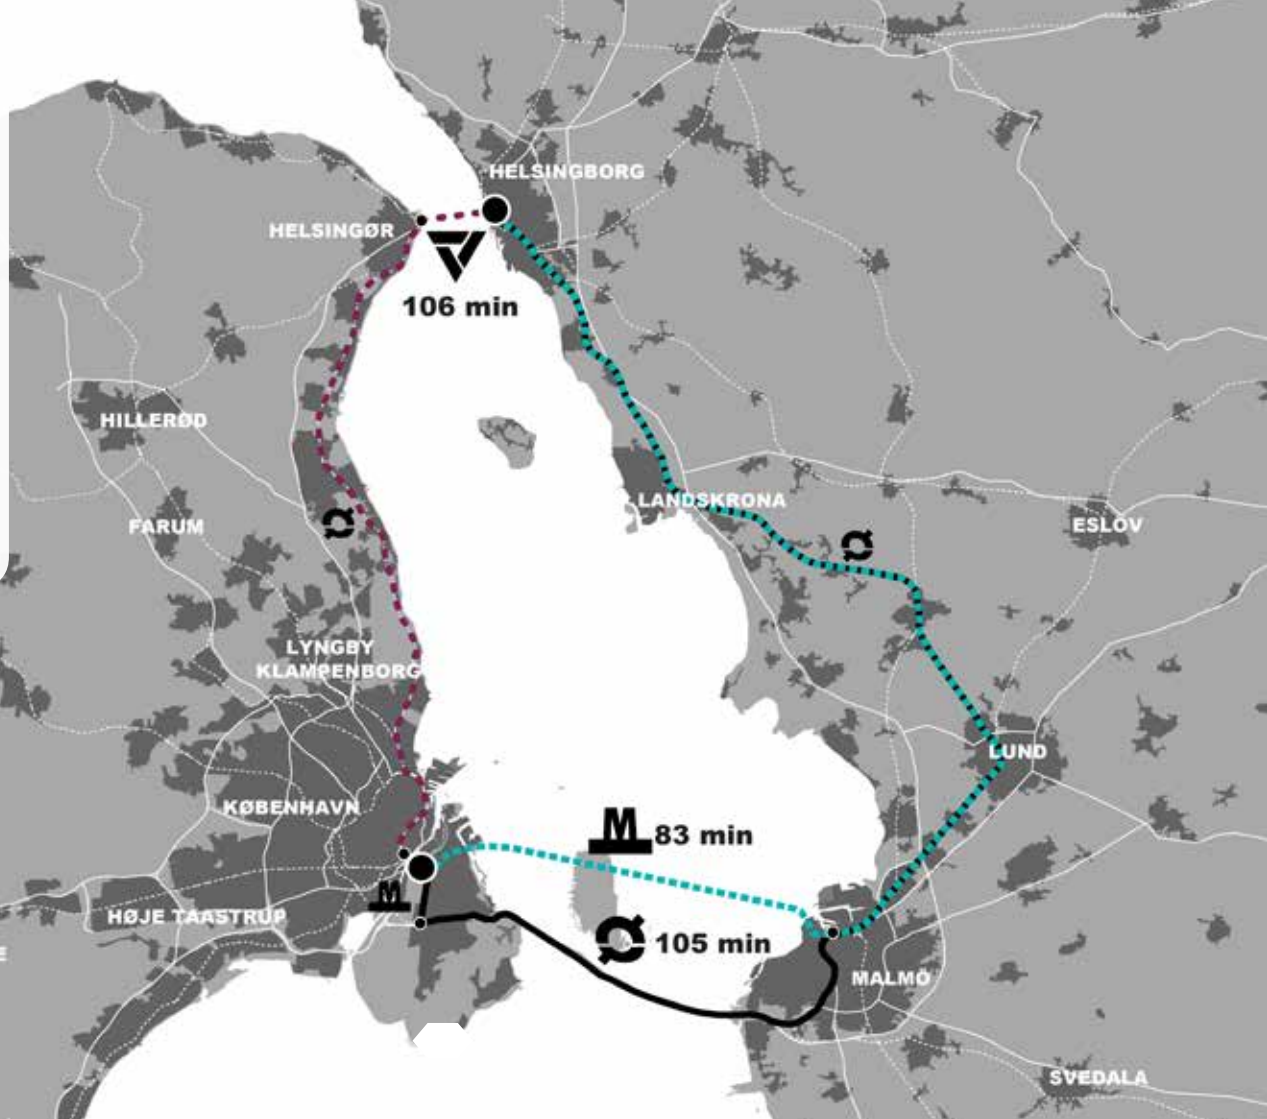 HELSINGBORG
HELSINGØR
106 min
HILLERØD
LANDSKRONA
FARUM
ESLÖV
LYNGBY
KLAMPENBORG
LUND
KØBENHAVN
M 83 min
M
HØJE TAASTRUP
105 min
E
MALMÖ
SVEDALA